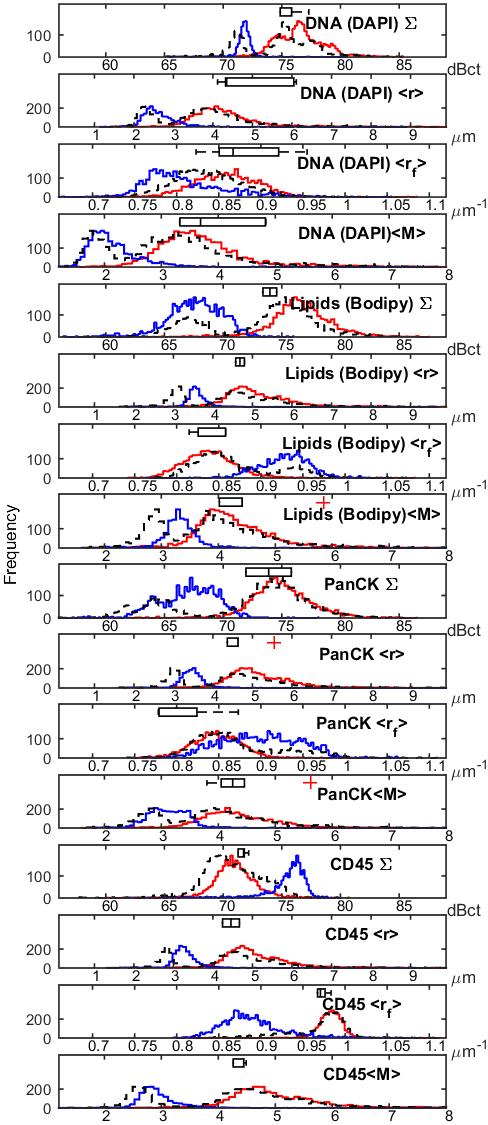 Frequency
DNA (DAPI) Σ
100
0
60 65 70 75 80 85 dBct
DNA (DAPI) <r>
200
0
1 2 3 4 5 6 7 8 9 μm
DNA (DAPI) <r_f>
100
0
0.7 0.75 0.8 0.85 0.9 0.95 1 1.05 1.1 μm⁻¹
DNA (DAPI)<M>
100
0
2 3 4 5 6 7 8
Lipids (Bodipy) Σ
100
0
60 65 70 75 80 85 dBct
Lipids (Bodipy) <r>
200
0
1 2 3 4 5 6 7 8 9 μm
Lipids (Bodipy) <r_f>
100
0
0.7 0.75 0.8 0.85 0.9 0.95 1 1.05 1.1 μm⁻¹
Lipids (Bodipy)<M>
100
0
2 3 4 5 6 7 8
PanCK Σ
100
0
60 65 70 75 80 85 dBct
PanCK <r>
200
0
1 2 3 4 5 6 7 8 9 μm
PanCK <r_f>
100
0
0.7 0.75 0.8 0.85 0.9 0.95 1 1.05 1.1 μm⁻¹
PanCK<M>
200
0
2 3 4 5 6 7 8
CD45 Σ
100
0
60 65 70 75 80 85 dBct
CD45 <r>
200
0
1 2 3 4 5 6 7 8 9 μm
CD45 <r_f>
200
0
0.7 0.75 0.8 0.85 0.9 0.95 1 1.05 1.1 μm⁻¹
CD45<M>
200
0
2 3 4 5 6 7 8